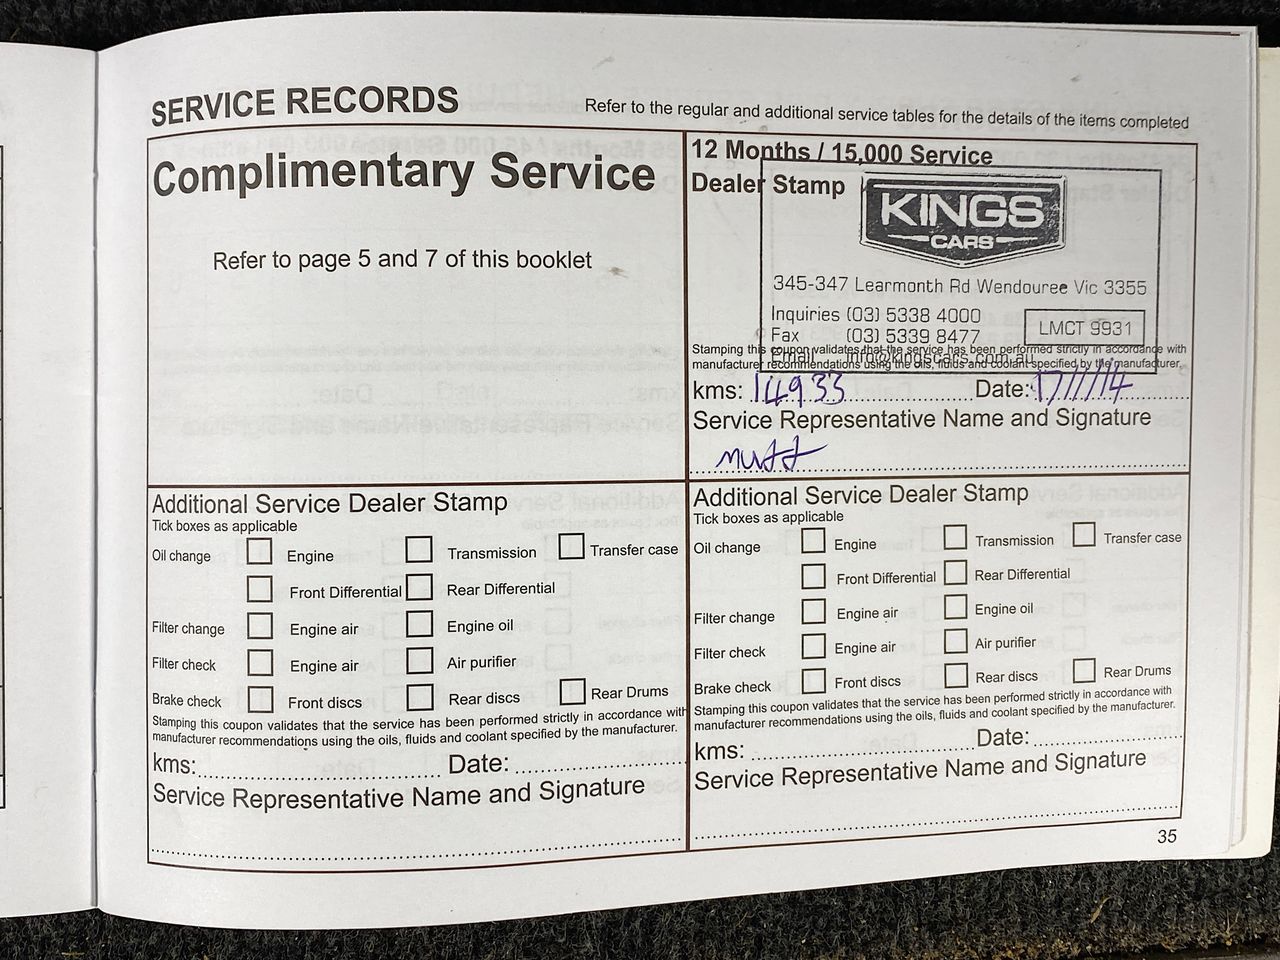 SERVICE RECORDS
Refer to the regular and additional service tables for the details of the items completed
Complimentary Service
Refer to page 5 and 7 of this booklet
12 Months / 15,000 Service
Dealer Stamp
KINGS
CARS
345-347 Learmonth Rd Wendouree Vic 3355
Inquiries (03) 5338 4000
Fax (03) 5339 8477
LMCT 9931
Email info@kingscars.com.au
Stamping this coupon validates that the service has been performed strictly in accordance with
manufacturer recommendations using the oils, fluids and coolant specified by the manufacturer.
kms: 14933 Date: 17/11/14
Service Representative Name and Signature
Additional Service Dealer Stamp
Tick boxes as applicable
Oil change Engine Transmission Transfer case
Front Differential Rear Differential
Filter change Engine air Engine oil
Filter check Engine air Air purifier
Brake check Front discs Rear discs Rear Drums
Stamping this coupon validates that the service has been performed strictly in accordance with
manufacturer recommendations using the oils, fluids and coolant specified by the manufacturer.
kms: Date:
Service Representative Name and Signature
Additional Service Dealer Stamp
Tick boxes as applicable
Oil change Engine Transmission Transfer case
Front Differential Rear Differential
Filter change Engine air Engine oil
Filter check Engine air Air purifier
Brake check Front discs Rear discs Rear Drums
Stamping this coupon validates that the service has been performed strictly in accordance with
manufacturer recommendations using the oils, fluids and coolant specified by the manufacturer.
kms: Date:
Service Representative Name and Signature
35